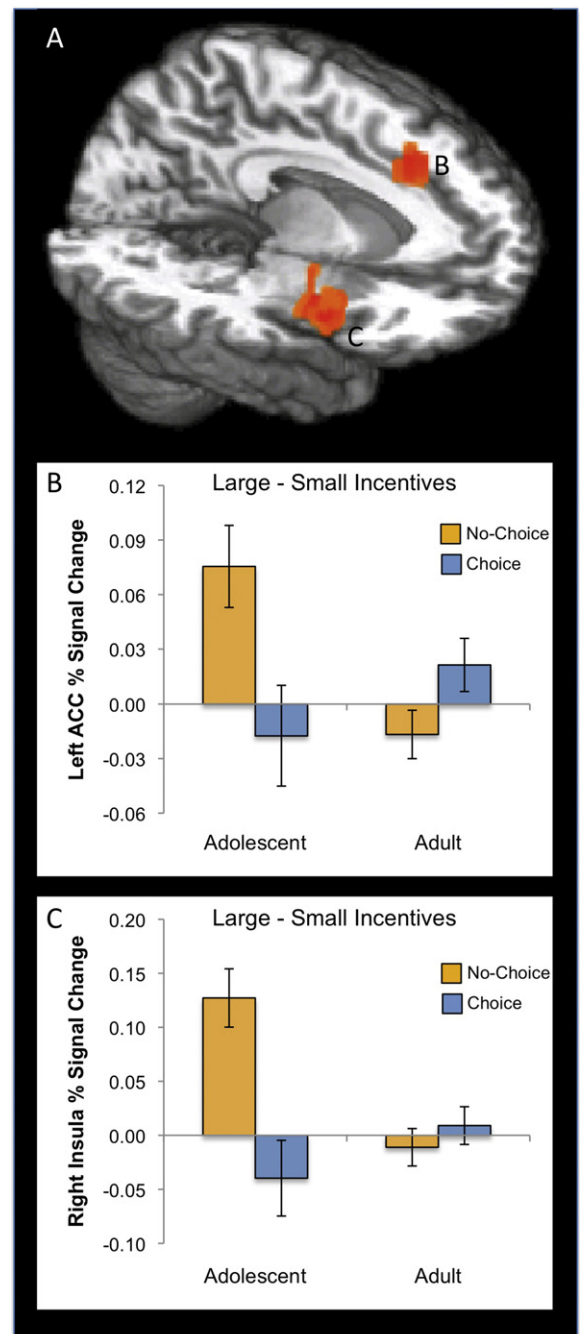 A
B
C
B
Large - Small Incentives
No-Choice
Choice
Left ACC % Signal Change
0.12
0.09
0.06
0.03
0.00
-0.03
-0.06
Adolescent Adult
C
Large - Small Incentives
No-Choice
Choice
Right Insula % Signal Change
0.20
0.15
0.10
0.05
0.00
-0.05
-0.10
Adolescent Adult